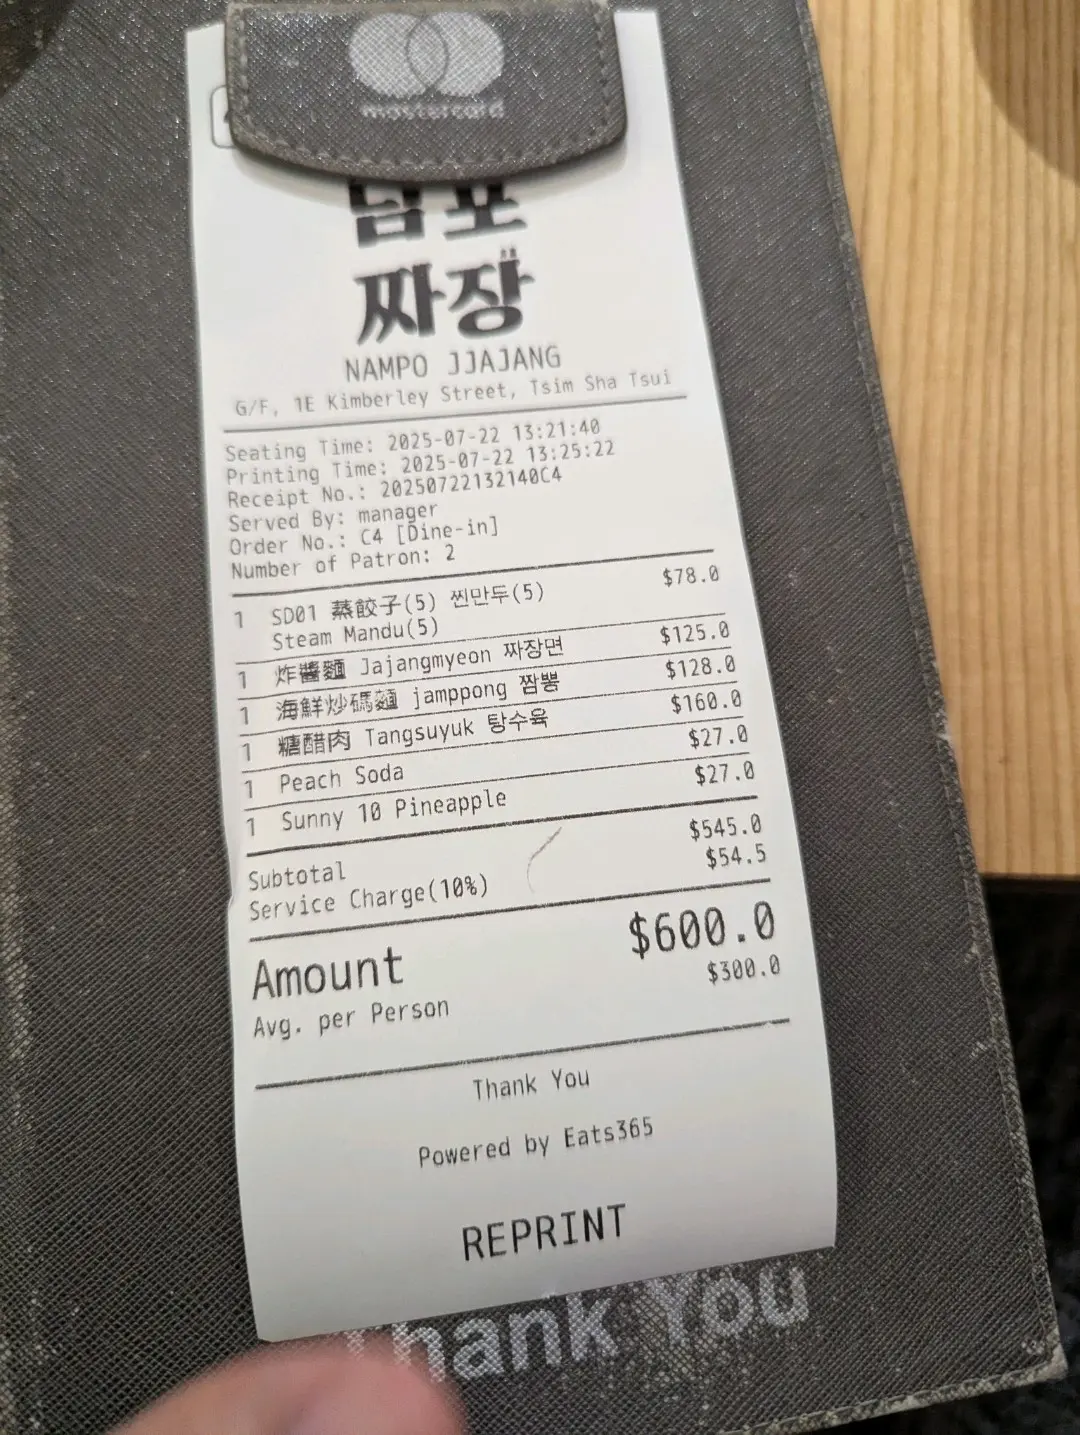 mastercard
남포
짜장
NAMPO JJAJANG
G/F, 1E Kimberley Street, Tsim Sha Tsui
Seating Time: 2025-07-22 13:21:40
Printing Time: 2025-07-22 13:25:22
Receipt No.: 20250722132140C4
Served By: manager
Order No.: C4 [Dine-in]
Number of Patron: 2
1 SD01 蒸餃子(5) 찐만두(5) $78.0
Steam Mandu(5)
1 炸醬麵 Jajangmyeon 짜장면 $125.0
1 海鮮炒碼麵 jamppong 짬뽕 $128.0
1 糖醋肉 Tangsuyuk 탕수육 $160.0
1 Peach Soda $27.0
1 Sunny 10 Pineapple $27.0
Subtotal $545.0
Service Charge(10%) $54.5
Amount $600.0
Avg. per Person $300.0
Thank You
Powered by Eats365
REPRINT
Thank You